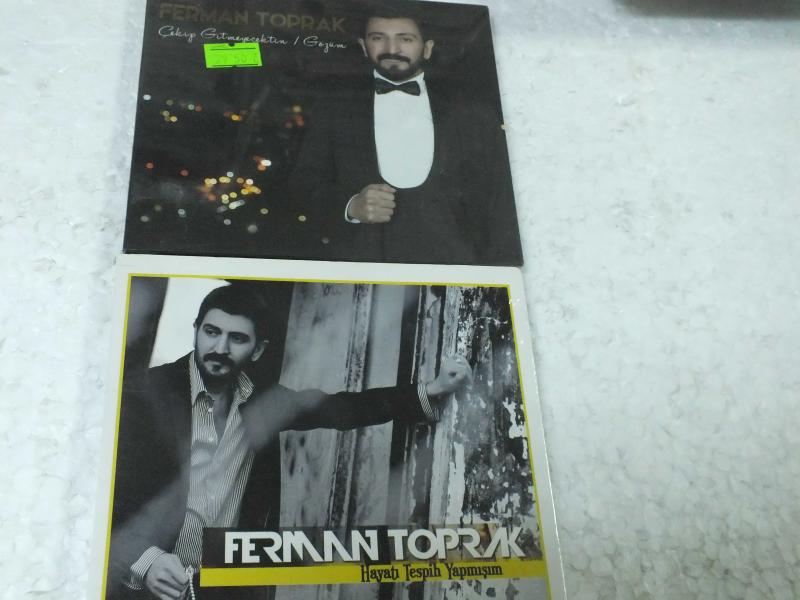 FERMAN TOPRAK
Çekip Gitmeyecektin / Gözüm
FERMAN TOPRAK
Hayatı Tespih Yapmışım